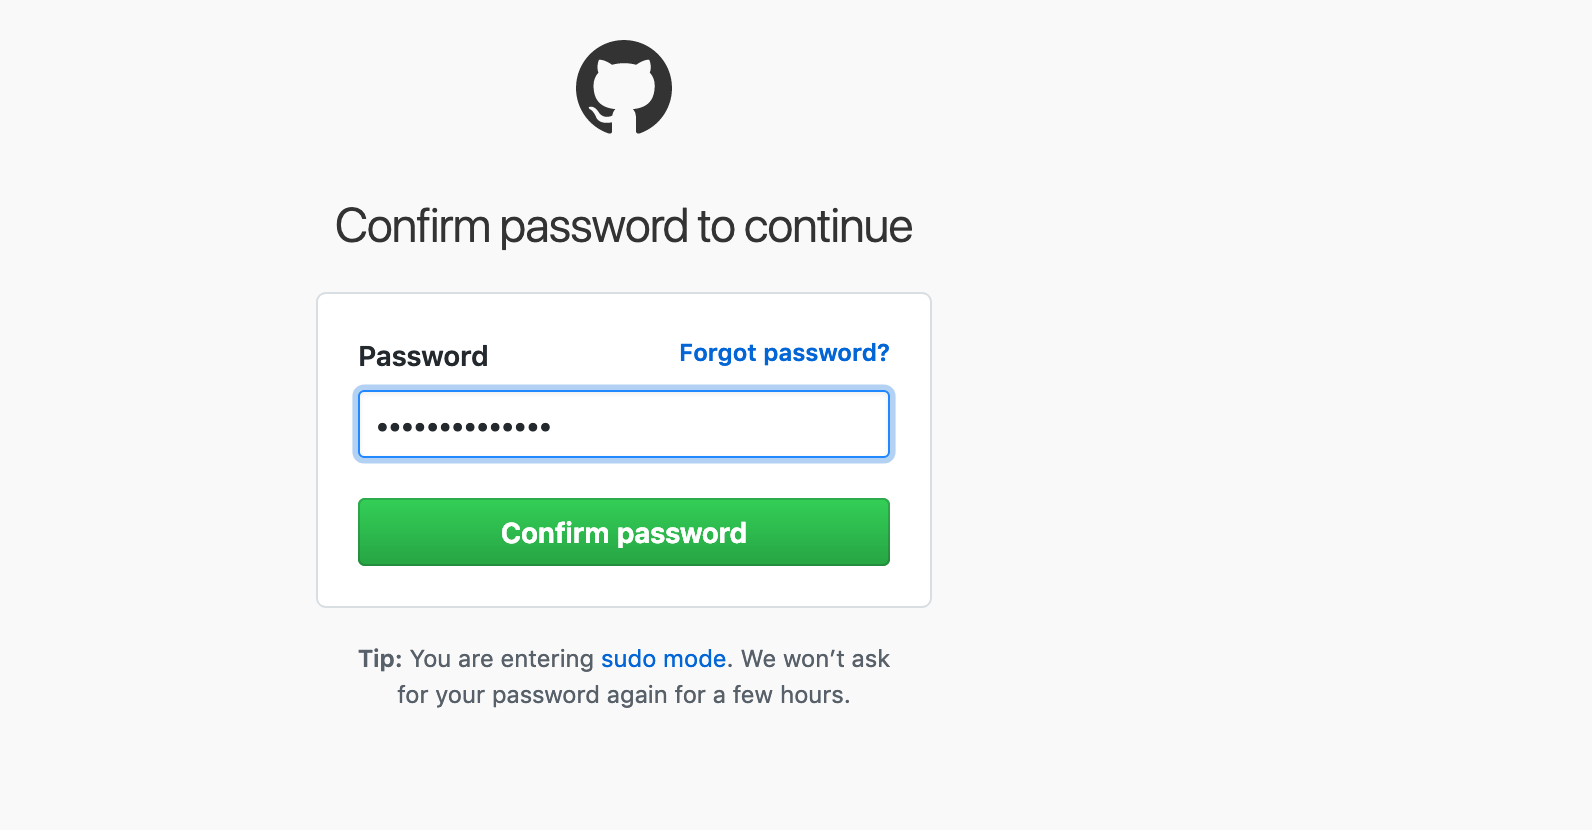 Confirm password to continue
Password
Forgot password?
••••••••••••••
Confirm password
Tip: You are entering sudo mode. We won’t ask
for your password again for a few hours.